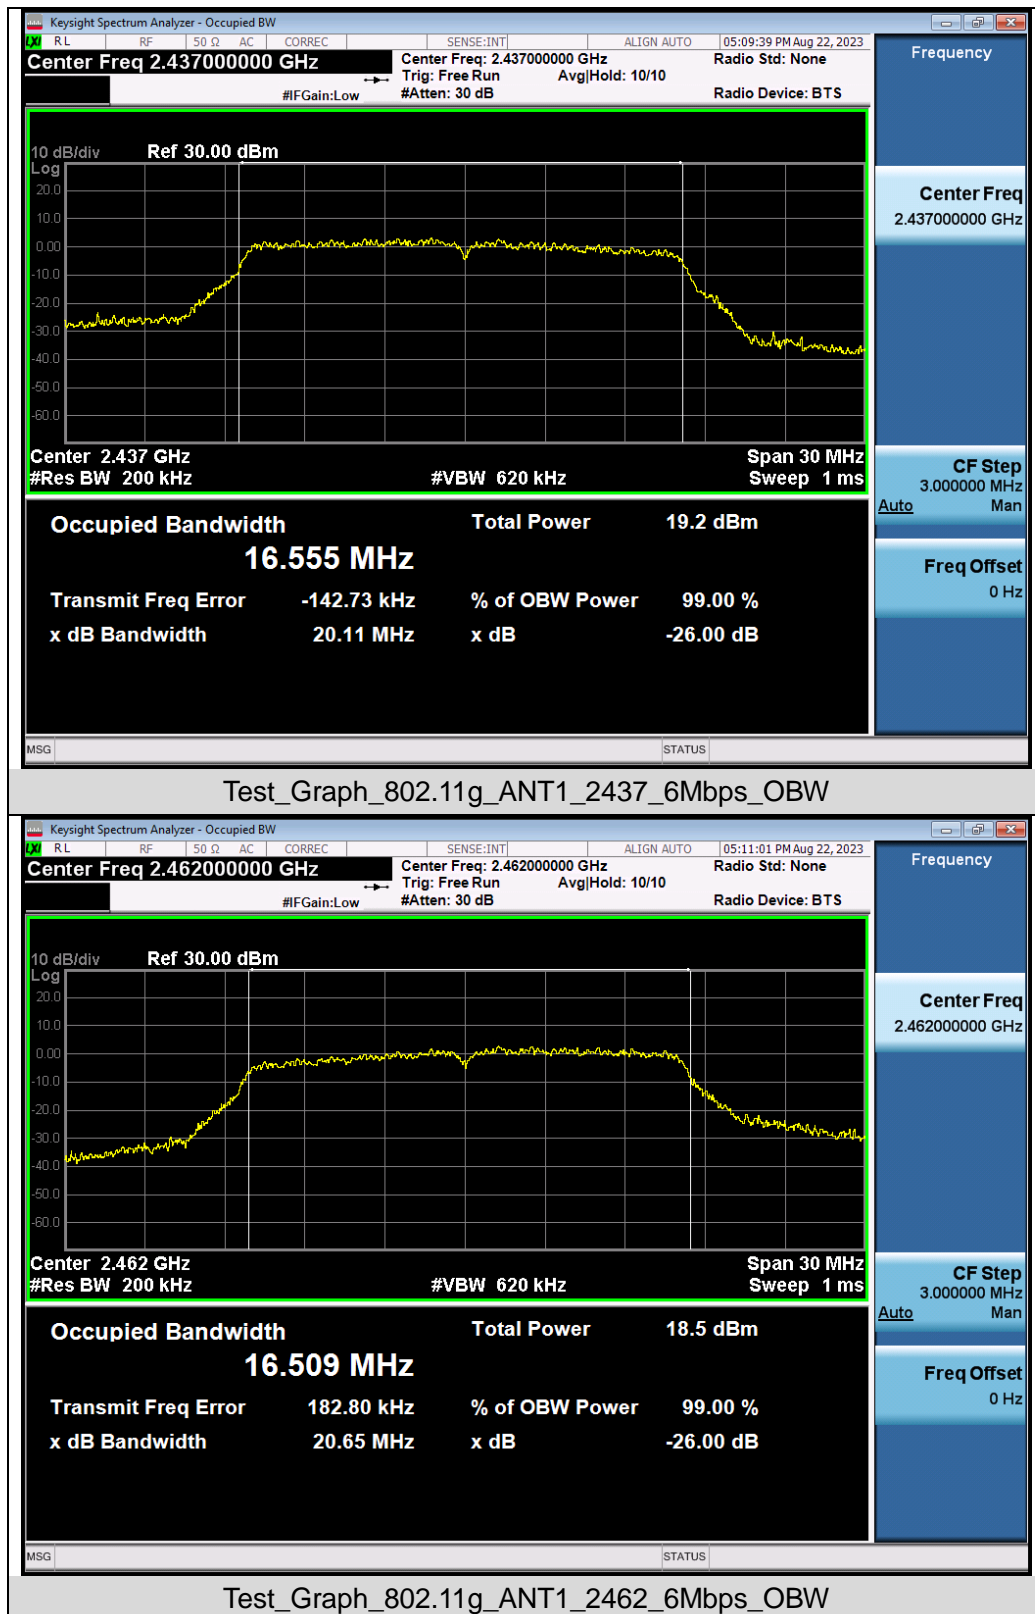 Keysight Spectrum Analyzer - Occupied BW
LXI RL RF 50 Ω AC CORREC SENSE:INT ALIGN AUTO 05:09:39 PM Aug 22, 2023
Center Freq 2.437000000 GHz
Center Freq: 2.437000000 GHz
Radio Std: None
Trig: Free Run Avg|Hold: 10/10
#IFGain:Low
#Atten: 30 dB
Radio Device: BTS
Frequency
10 dB/div Ref 30.00 dBm
Log
20.0
10.0
0.00
-10.0
-20.0
-30.0
-40.0
-50.0
-60.0
Center Freq
2.437000000 GHz
Center 2.437 GHz Span 30 MHz
#Res BW 200 kHz #VBW 620 kHz Sweep 1 ms
CF Step
3.000000 MHz
Auto Man
Occupied Bandwidth Total Power 19.2 dBm
16.555 MHz
Freq Offset
0 Hz
Transmit Freq Error -142.73 kHz % of OBW Power 99.00 %
x dB Bandwidth 20.11 MHz x dB -26.00 dB
MSG STATUS
Test_Graph_802.11g_ANT1_2437_6Mbps_OBW
Keysight Spectrum Analyzer - Occupied BW
LXI RL RF 50 Ω AC CORREC SENSE:INT ALIGN AUTO 05:11:01 PM Aug 22, 2023
Center Freq 2.462000000 GHz
Center Freq: 2.462000000 GHz
Radio Std: None
Trig: Free Run Avg|Hold: 10/10
#IFGain:Low
#Atten: 30 dB
Radio Device: BTS
Frequency
10 dB/div Ref 30.00 dBm
Log
20.0
10.0
0.00
-10.0
-20.0
-30.0
-40.0
-50.0
-60.0
Center Freq
2.462000000 GHz
Center 2.462 GHz Span 30 MHz
#Res BW 200 kHz #VBW 620 kHz Sweep 1 ms
CF Step
3.000000 MHz
Auto Man
Occupied Bandwidth Total Power 18.5 dBm
16.509 MHz
Freq Offset
0 Hz
Transmit Freq Error 182.80 kHz % of OBW Power 99.00 %
x dB Bandwidth 20.65 MHz x dB -26.00 dB
MSG STATUS
Test_Graph_802.11g_ANT1_2462_6Mbps_OBW